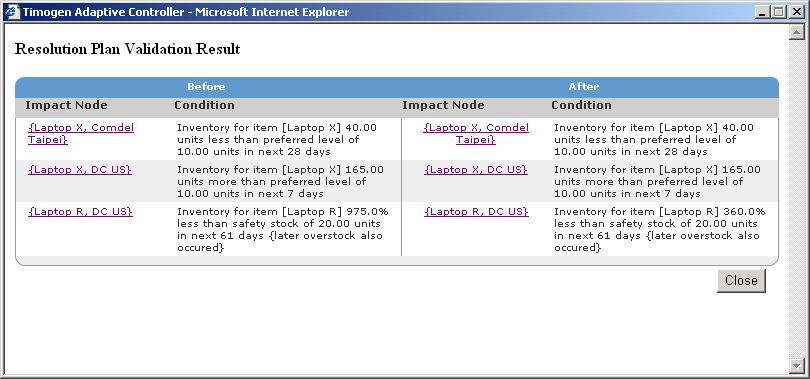 Timogen Adaptive Controller - Microsoft Internet Explorer
Resolution Plan Validation Result
Before After
Impact Node Condition Impact Node Condition
{Laptop X, Comdel Inventory for item [Laptop X] 40.00 {Laptop X, Comdel Inventory for item [Laptop X] 40.00
Taipei} units less than preferred level of Taipei} units less than preferred level of
10.00 units in next 28 days 10.00 units in next 28 days
{Laptop X, DC US} Inventory for item [Laptop X] 165.00 {Laptop X, DC US} Inventory for item [Laptop X] 165.00
units more than preferred level of units more than preferred level of
10.00 units in next 7 days 10.00 units in next 7 days
{Laptop R, DC US} Inventory for item [Laptop R] 975.0% {Laptop R, DC US} Inventory for item [Laptop R] 360.0%
less than safety stock of 20.00 units less than safety stock of 20.00 units
in next 61 days {later overstock also in next 61 days {later overstock also
occured} occured}
Close